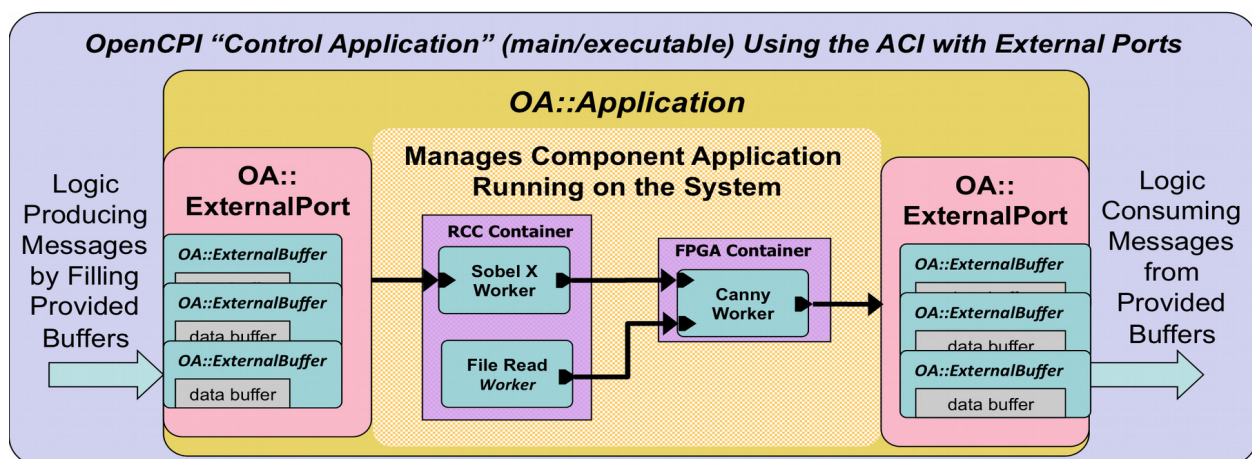 OpenCPI “Control Application” (main/executable) Using the ACI with External Ports
OA::Application
Logic
Producing
Messages
by Filling
Provided
Buffers
OA::
ExternalPort
OA::ExternalBuffer
OA::ExternalBuffer
data buffer
OA::ExternalBuffer
data buffer
Manages Component Application
Running on the System
RCC Container
Sobel X
Worker
File Read
Worker
FPGA Container
Canny
Worker
OA::
ExternalPort
OA::ExternalBuffer
OA::ExternalBuffer
data buffer
OA::ExternalBuffer
data buffer
Logic
Consuming
Messages
from
Provided
Buffers